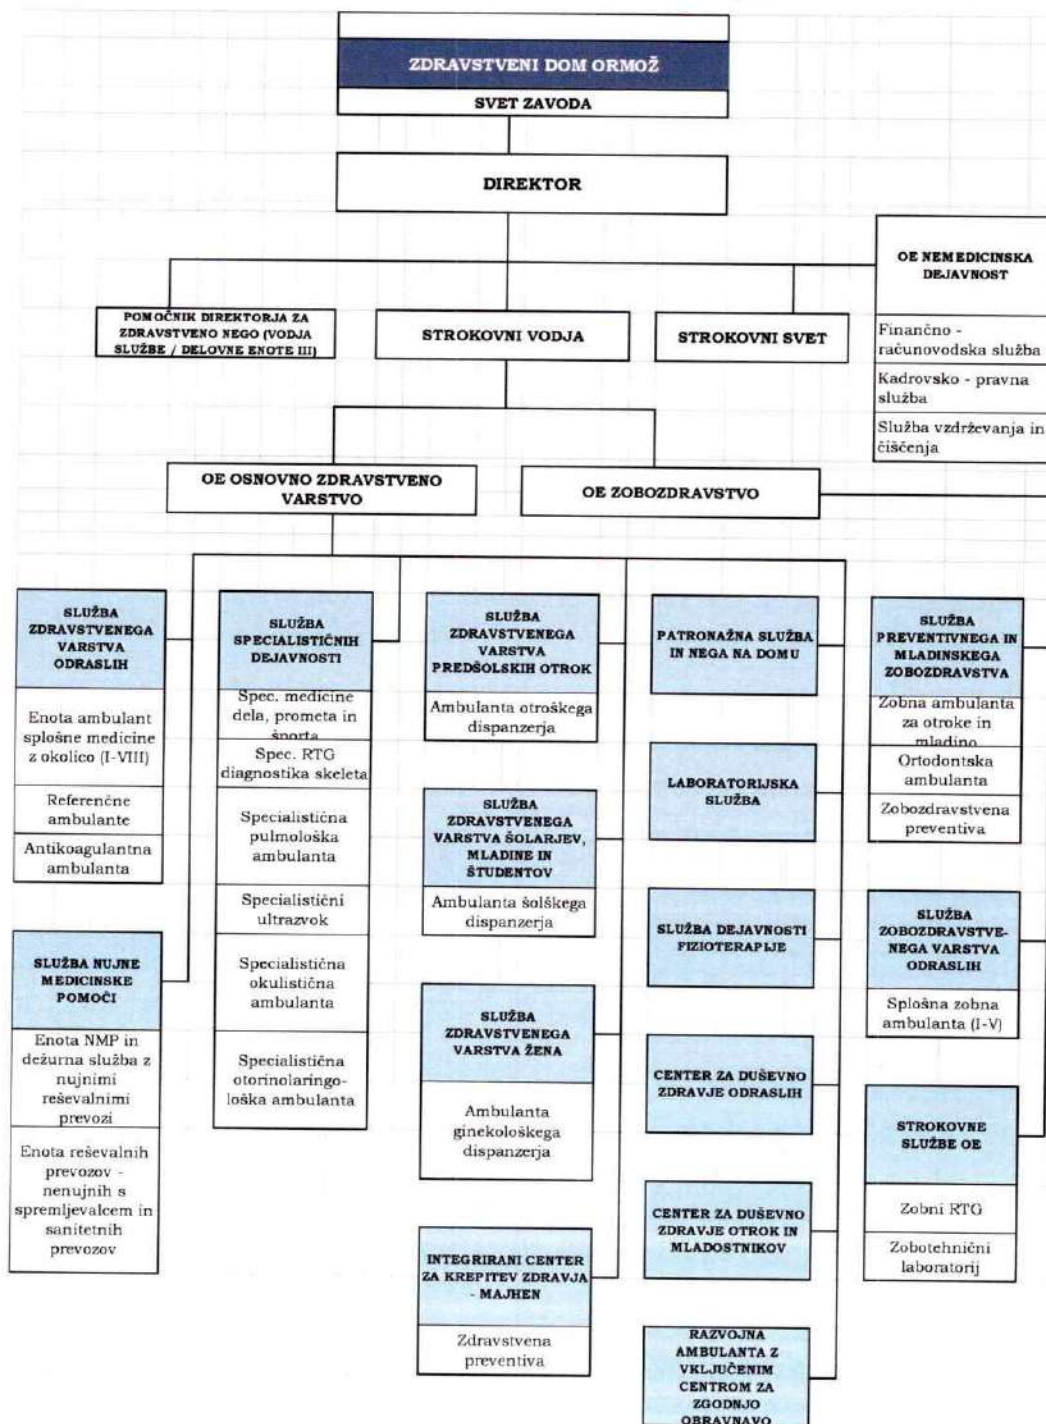 ZDRAVSTVENI DOM ORMOŽ
SVET ZAVODA
DIREKTOR
OE NEMEDICINSKA
DEJAVNOST
Finančno -
računovodska služba
Kadrovsko - pravna
služba
Služba vzdrževanja in
čiščenja
POMOČNIK DIREKTORJA ZA
ZDRAVSTVENO NEGO (VODJA
SLUŽBE / DELOVNE ENOTE III)
STROKOVNI VODJA
STROKOVNI SVET
OE OSNOVNO ZDRAVSTVENO
VARSTVO
OE ZOBOZDRAVSTVO
SLUŽBA
ZDRAVSTVENEGA
VARSTVA
ODRASLIH
Enota ambulant
splošne medicine
z okolico (I-VIII)
Referenčne
ambulante
Antikoagulantna
ambulanta
SLUŽBA NUJNE
MEDICINSKE
POMOČI
Enota NMP in
dežurna služba z
nujnimi
reševalnimi
prevozi
Enota reševalnih
prevozov -
nenujnih s
spremljevalcem in
sanitetnih
prevozov
SLUŽBA
SPECIALISTIČNIH
DEJAVNOSTI
Spec. medicine
dela, prometa in
športa
Spec. RTG
diagnostika skeleta
Specialistična
pulmološka
ambulanta
Specialistični
ultrazvok
Specialistična
okulistična
ambulanta
Specialistična
otorinolaringo-
loška ambulanta
SLUŽBA
ZDRAVSTVENEGA
VARSTVA
PREDŠOLSKIH OTROK
Ambulanta otroškega
dispanzerja
SLUŽBA
ZDRAVSTVENEGA
VARSTVA ŠOLARJEV,
MLADINE IN
ŠTUDENTOV
Ambulanta šolškega
dispanzerja
SLUŽBA
ZDRAVSTVENEGA
VARSTVA ŽENA
Ambulanta
ginekološkega
dispanzerja
INTEGRIRANI CENTER
ZA KREPITEV ZDRAVJA
- MAJHEN
Zdravstvena
preventiva
PATRONAŽNA SLUŽBA
IN NEGA NA DOMU
LABORATORIJSKA
SLUŽBA
SLUŽBA DEJAVNOSTI
FIZIOTERAPIJE
CENTER ZA DUŠEVNO
ZDRAVJE ODRASLIH
CENTER ZA DUŠEVNO
ZDRAVJE OTROK IN
MLADOSTNIKOV
RAZVOJNA
AMBULANTA Z
VKLJUČENIM
CENTROM ZA
ZGODNJO
OBRAVNAVO
SLUŽBA
PREVENTIVNEGA IN
MLADINSKEGA
ZOBOZDRAVSTVA
Zobna ambulanta
za otroke in
mladino
Ortodontska
ambulanta
Zobozdravstvena
preventiva
SLUŽBA
ZOBOZDRAVSTVE-
NEGA VARSTVA
ODRASLIH
Splošna zobna
ambulanta (I-V)
STROKOVNE
SLUŽBE OE
Zobni RTG
Zobotehnični
laboratorij